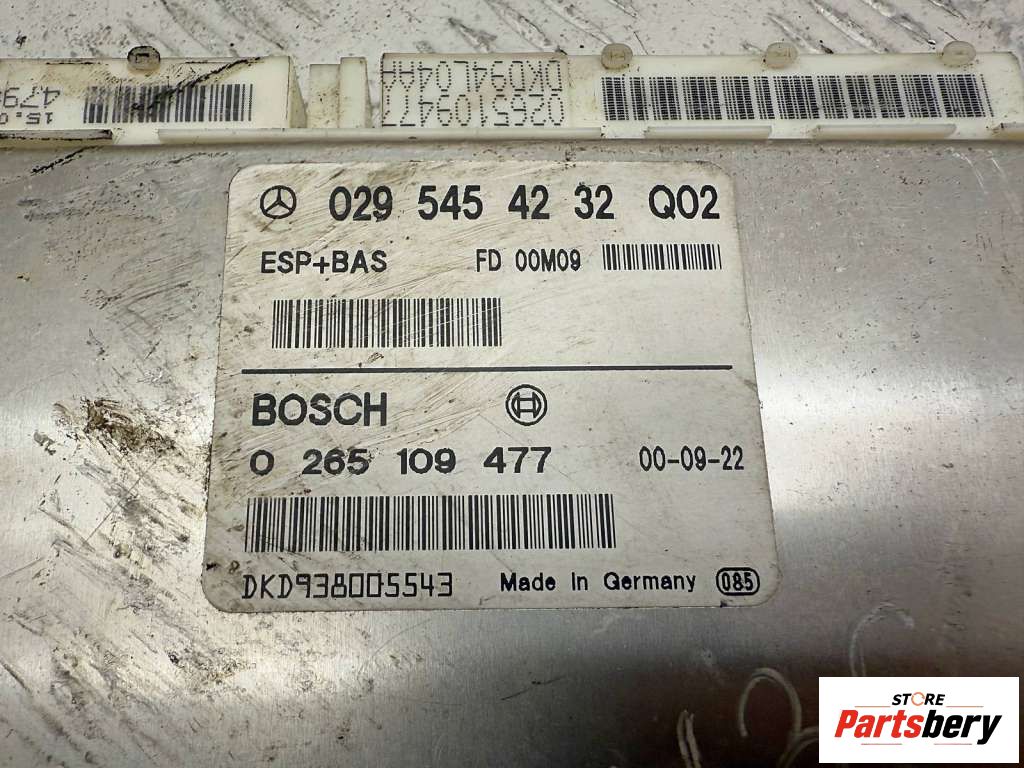 029 545 42 32 Q02
ESP+BAS FD 00M09
BOSCH
0 265 109 477 00-09-22
DKD938005543 Made in Germany 085
0265109477
STORE
Partsbery